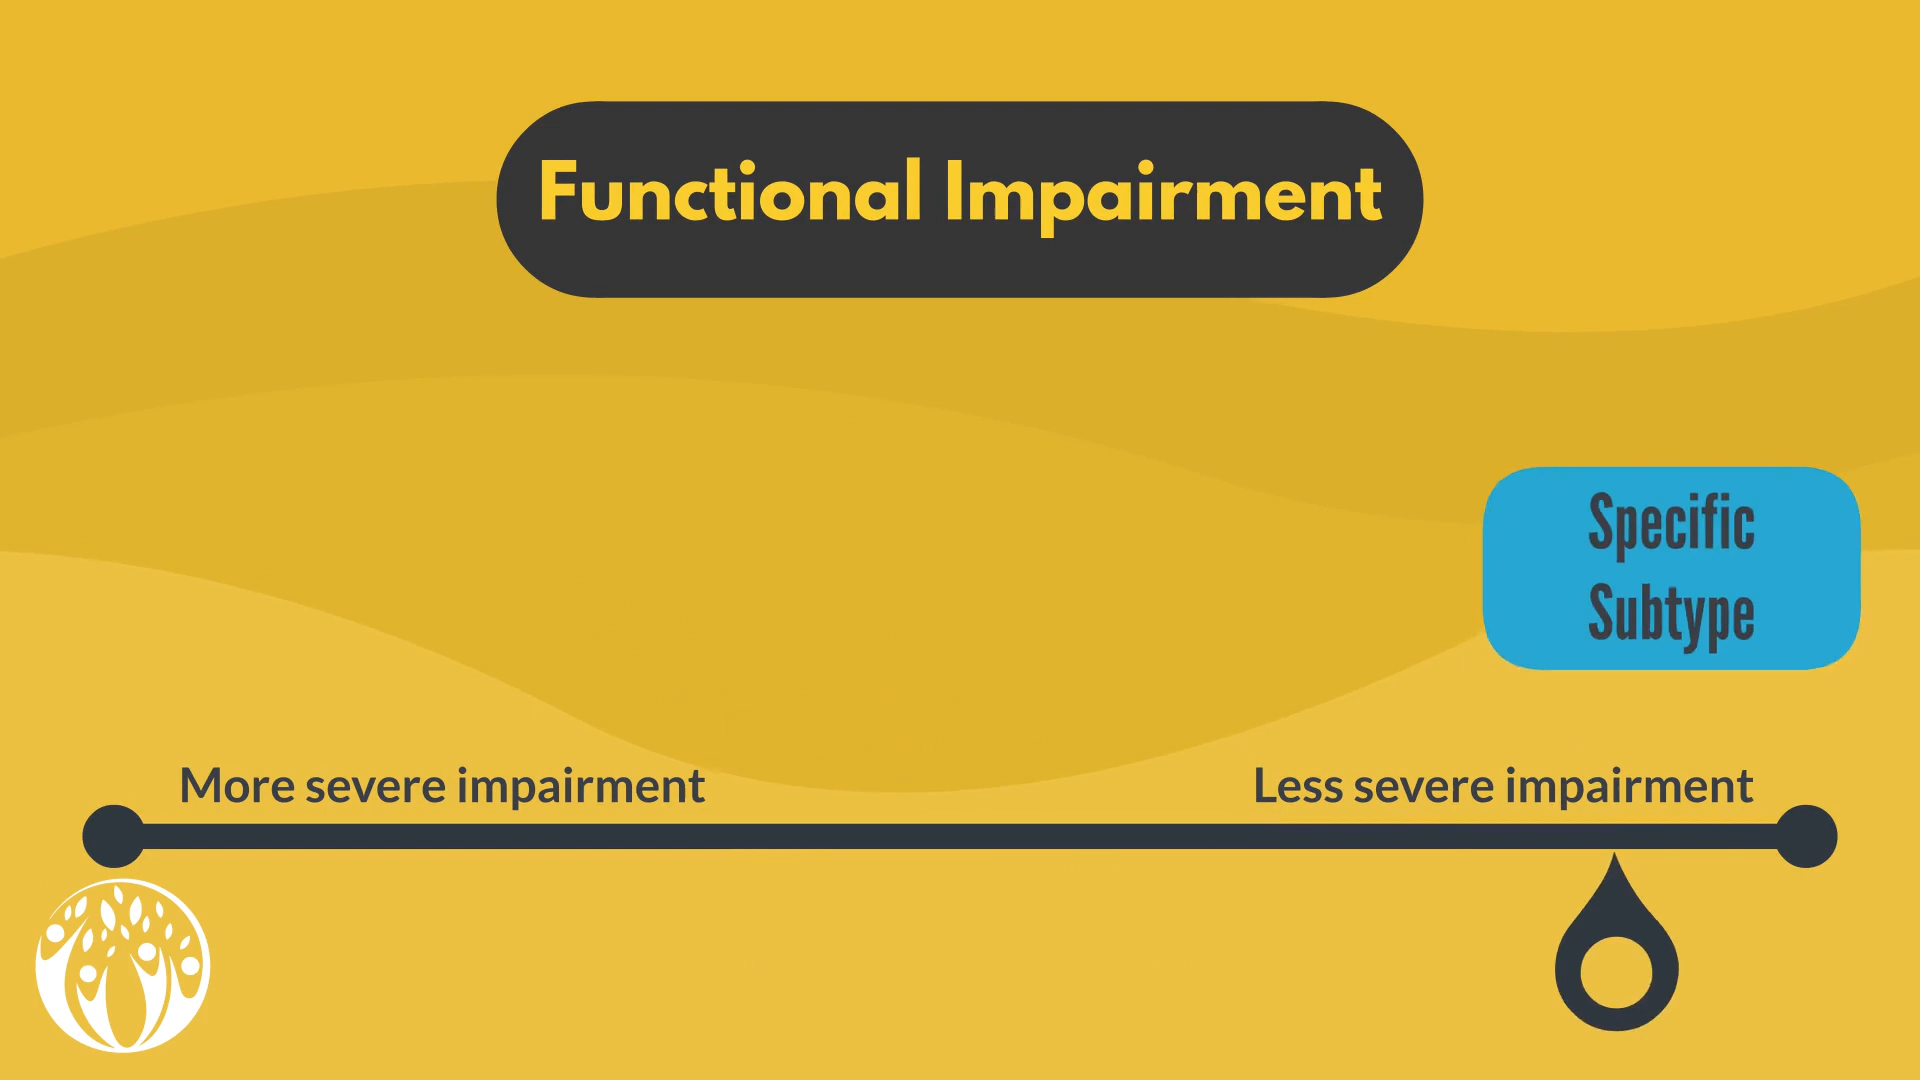 Functional Impairment
Specific
Subtype
More severe impairment
Less severe impairment